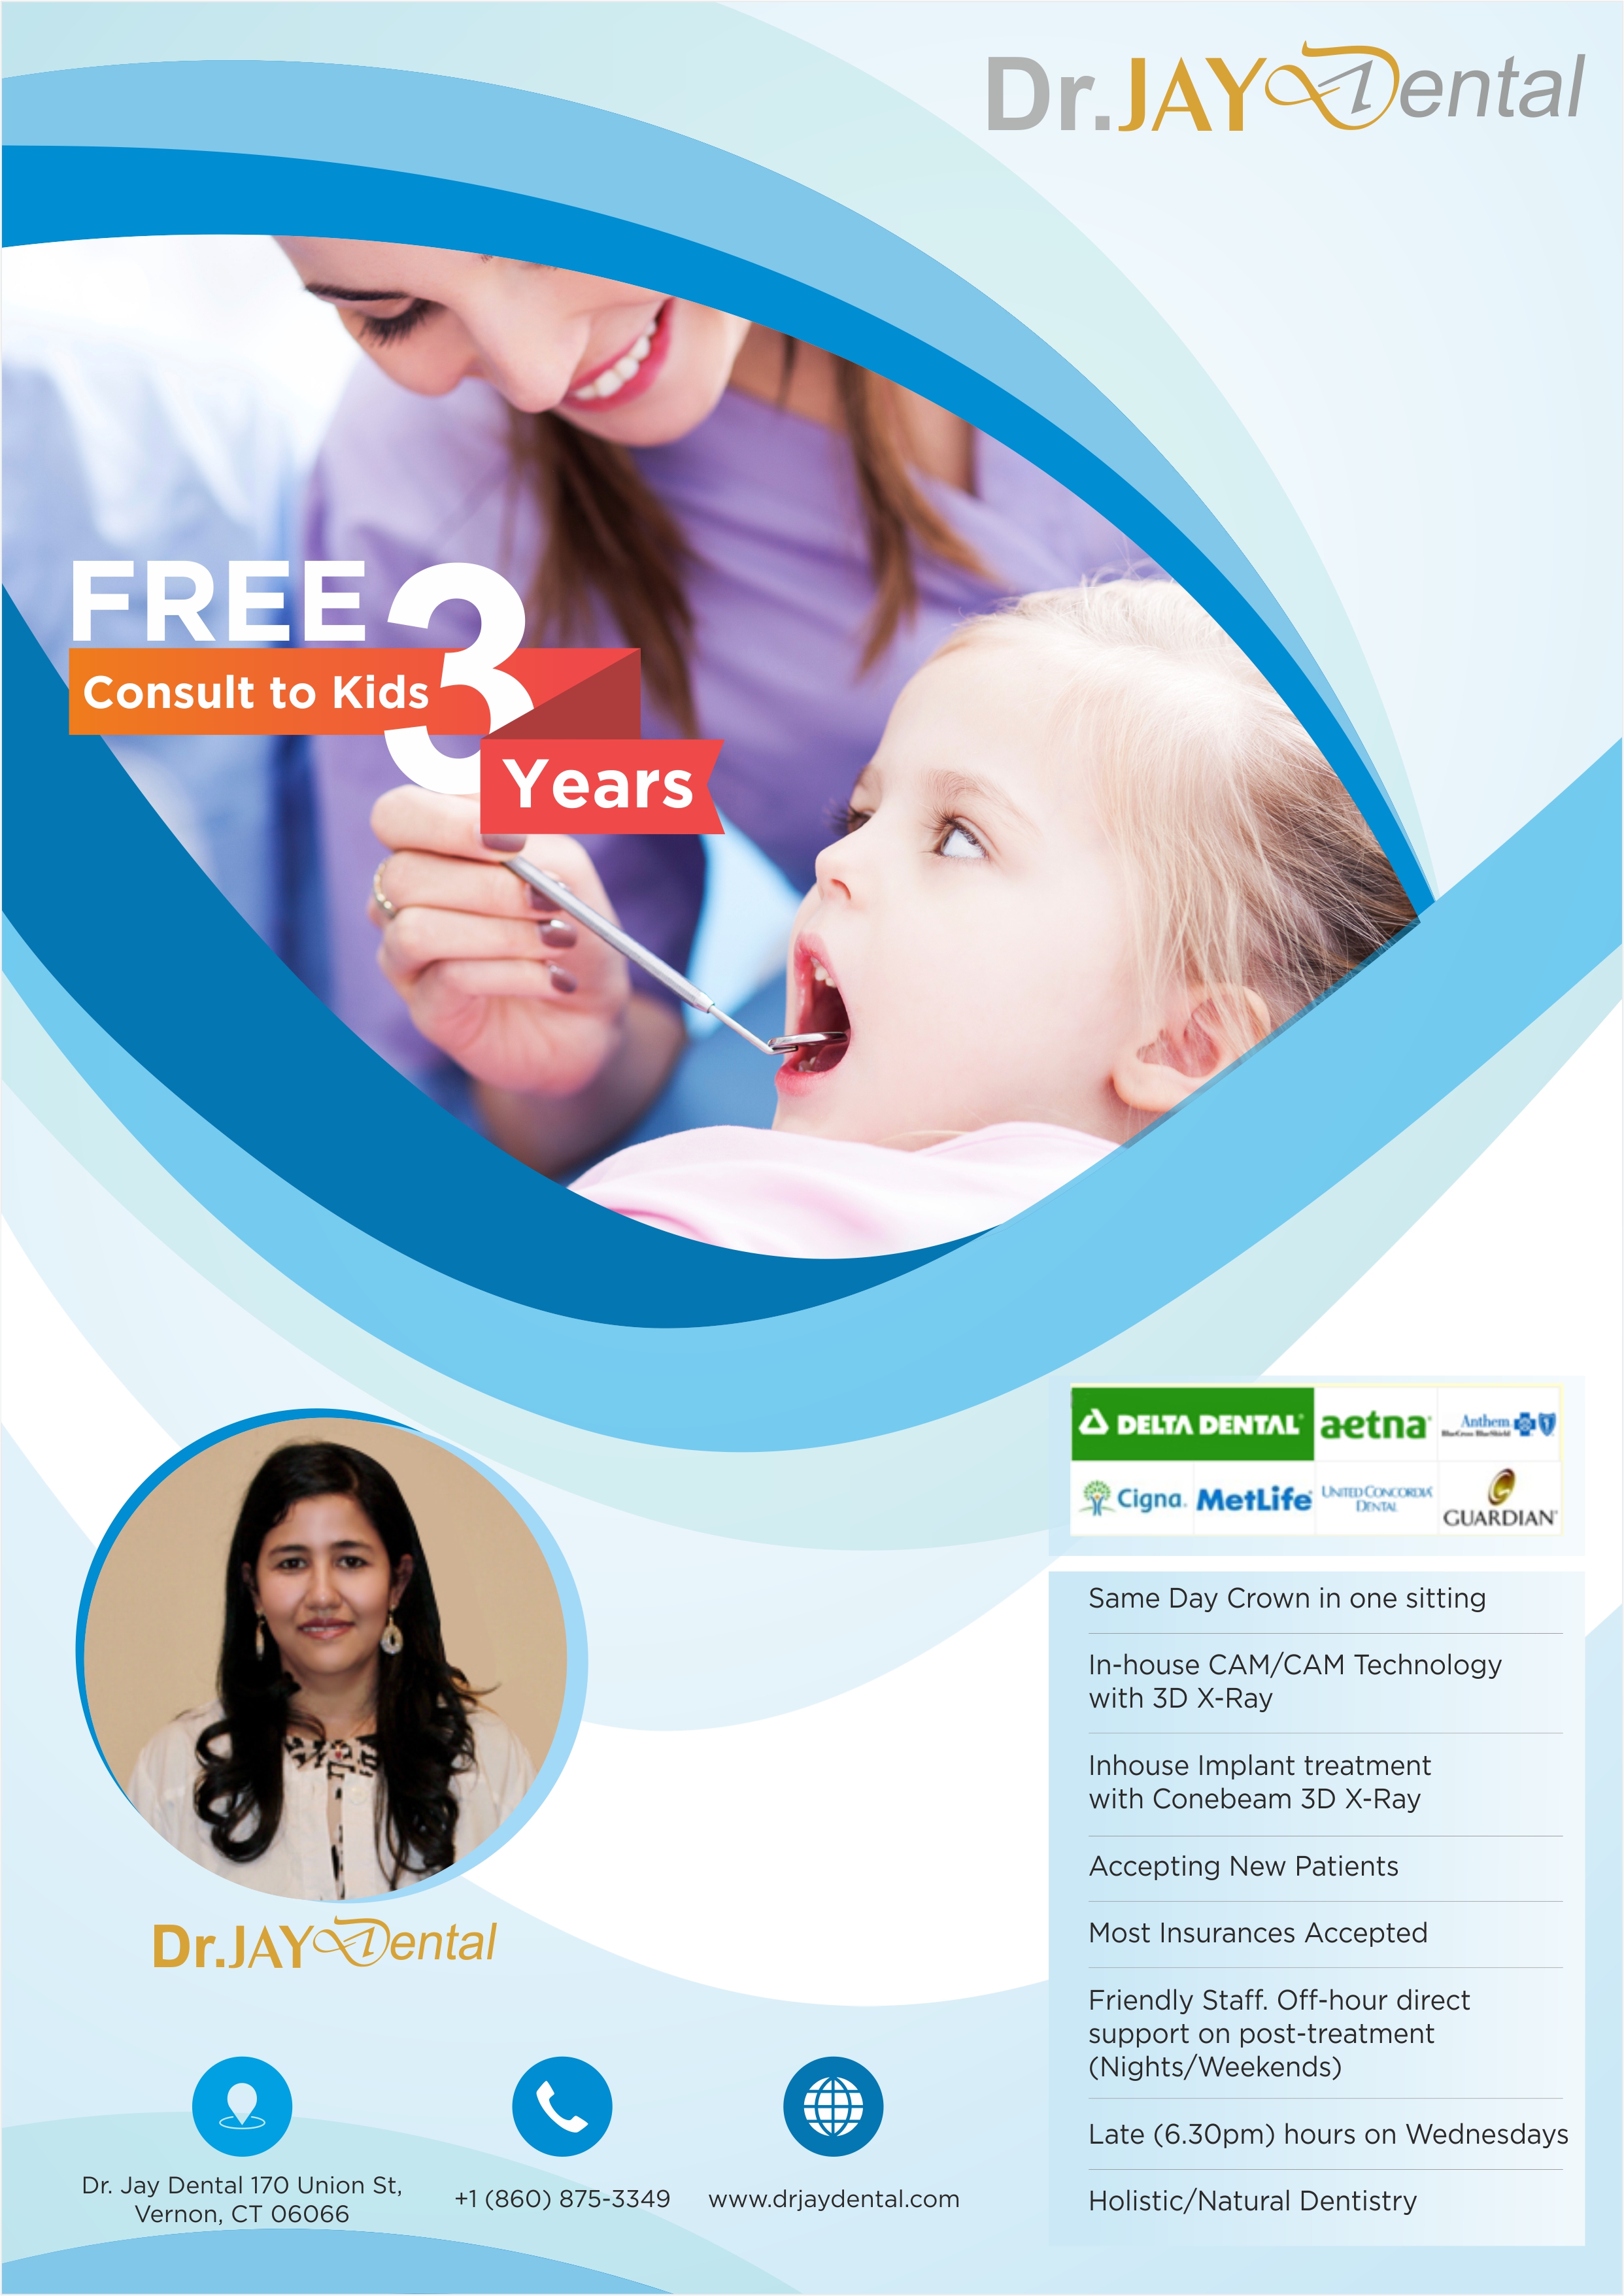 Dr.JAY Dental
FREE 3
Consult to Kids
Years
DELTA DENTAL®
aetna®
Anthem
BlueCross BlueShield
Cigna.
MetLife®
UNITED CONCORDIA®
DENTAL
GUARDIAN®
Same Day Crown in one sitting
In-house CAM/CAM Technology
with 3D X-Ray
Inhouse Implant treatment
with Conebeam 3D X-Ray
Accepting New Patients
Most Insurances Accepted
Friendly Staff. Off-hour direct
support on post-treatment
(Nights/Weekends)
Late (6.30pm) hours on Wednesdays
Holistic/Natural Dentistry
Dr.JAY Dental
Dr. Jay Dental 170 Union St,
Vernon, CT 06066
+1 (860) 875-3349
www.drjaydental.com